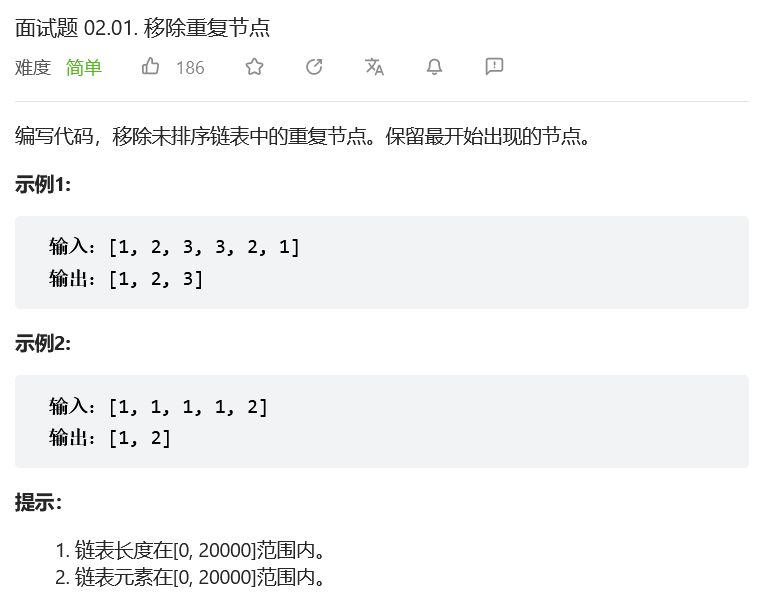 面试题 02.01. 移除重复节点
难度 简单 186
编写代码，移除未排序链表中的重复节点。保留最开始出现的节点。
示例1:
输入：[1, 2, 3, 3, 2, 1]
输出：[1, 2, 3]
示例2:
输入：[1, 1, 1, 1, 2]
输出：[1, 2]
提示：
1. 链表长度在[0, 20000]范围内。
2. 链表元素在[0, 20000]范围内。